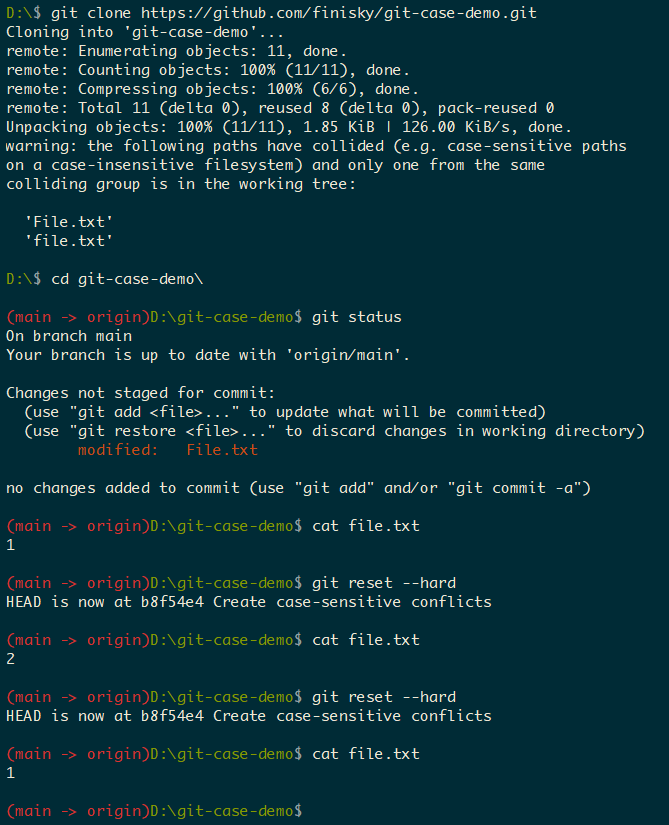 D:\$ git clone https://github.com/finisky/git-case-demo.git
Cloning into 'git-case-demo'...
remote: Enumerating objects: 11, done.
remote: Counting objects: 100% (11/11), done.
remote: Compressing objects: 100% (6/6), done.
remote: Total 11 (delta 0), reused 8 (delta 0), pack-reused 0
Unpacking objects: 100% (11/11), 1.85 KiB | 126.00 KiB/s, done.
warning: the following paths have collided (e.g. case-sensitive paths
on a case-insensitive filesystem) and only one from the same
colliding group is in the working tree:
'File.txt'
'file.txt'
D:\$ cd git-case-demo\
(main -> origin)D:\git-case-demo$ git status
On branch main
Your branch is up to date with 'origin/main'.
Changes not staged for commit:
(use "git add <file>..." to update what will be committed)
(use "git restore <file>..." to discard changes in working directory)
modified:   File.txt
no changes added to commit (use "git add" and/or "git commit -a")
(main -> origin)D:\git-case-demo$ cat file.txt
1
(main -> origin)D:\git-case-demo$ git reset --hard
HEAD is now at b8f54e4 Create case-sensitive conflicts
(main -> origin)D:\git-case-demo$ cat file.txt
2
(main -> origin)D:\git-case-demo$ git reset --hard
HEAD is now at b8f54e4 Create case-sensitive conflicts
(main -> origin)D:\git-case-demo$ cat file.txt
1
(main -> origin)D:\git-case-demo$